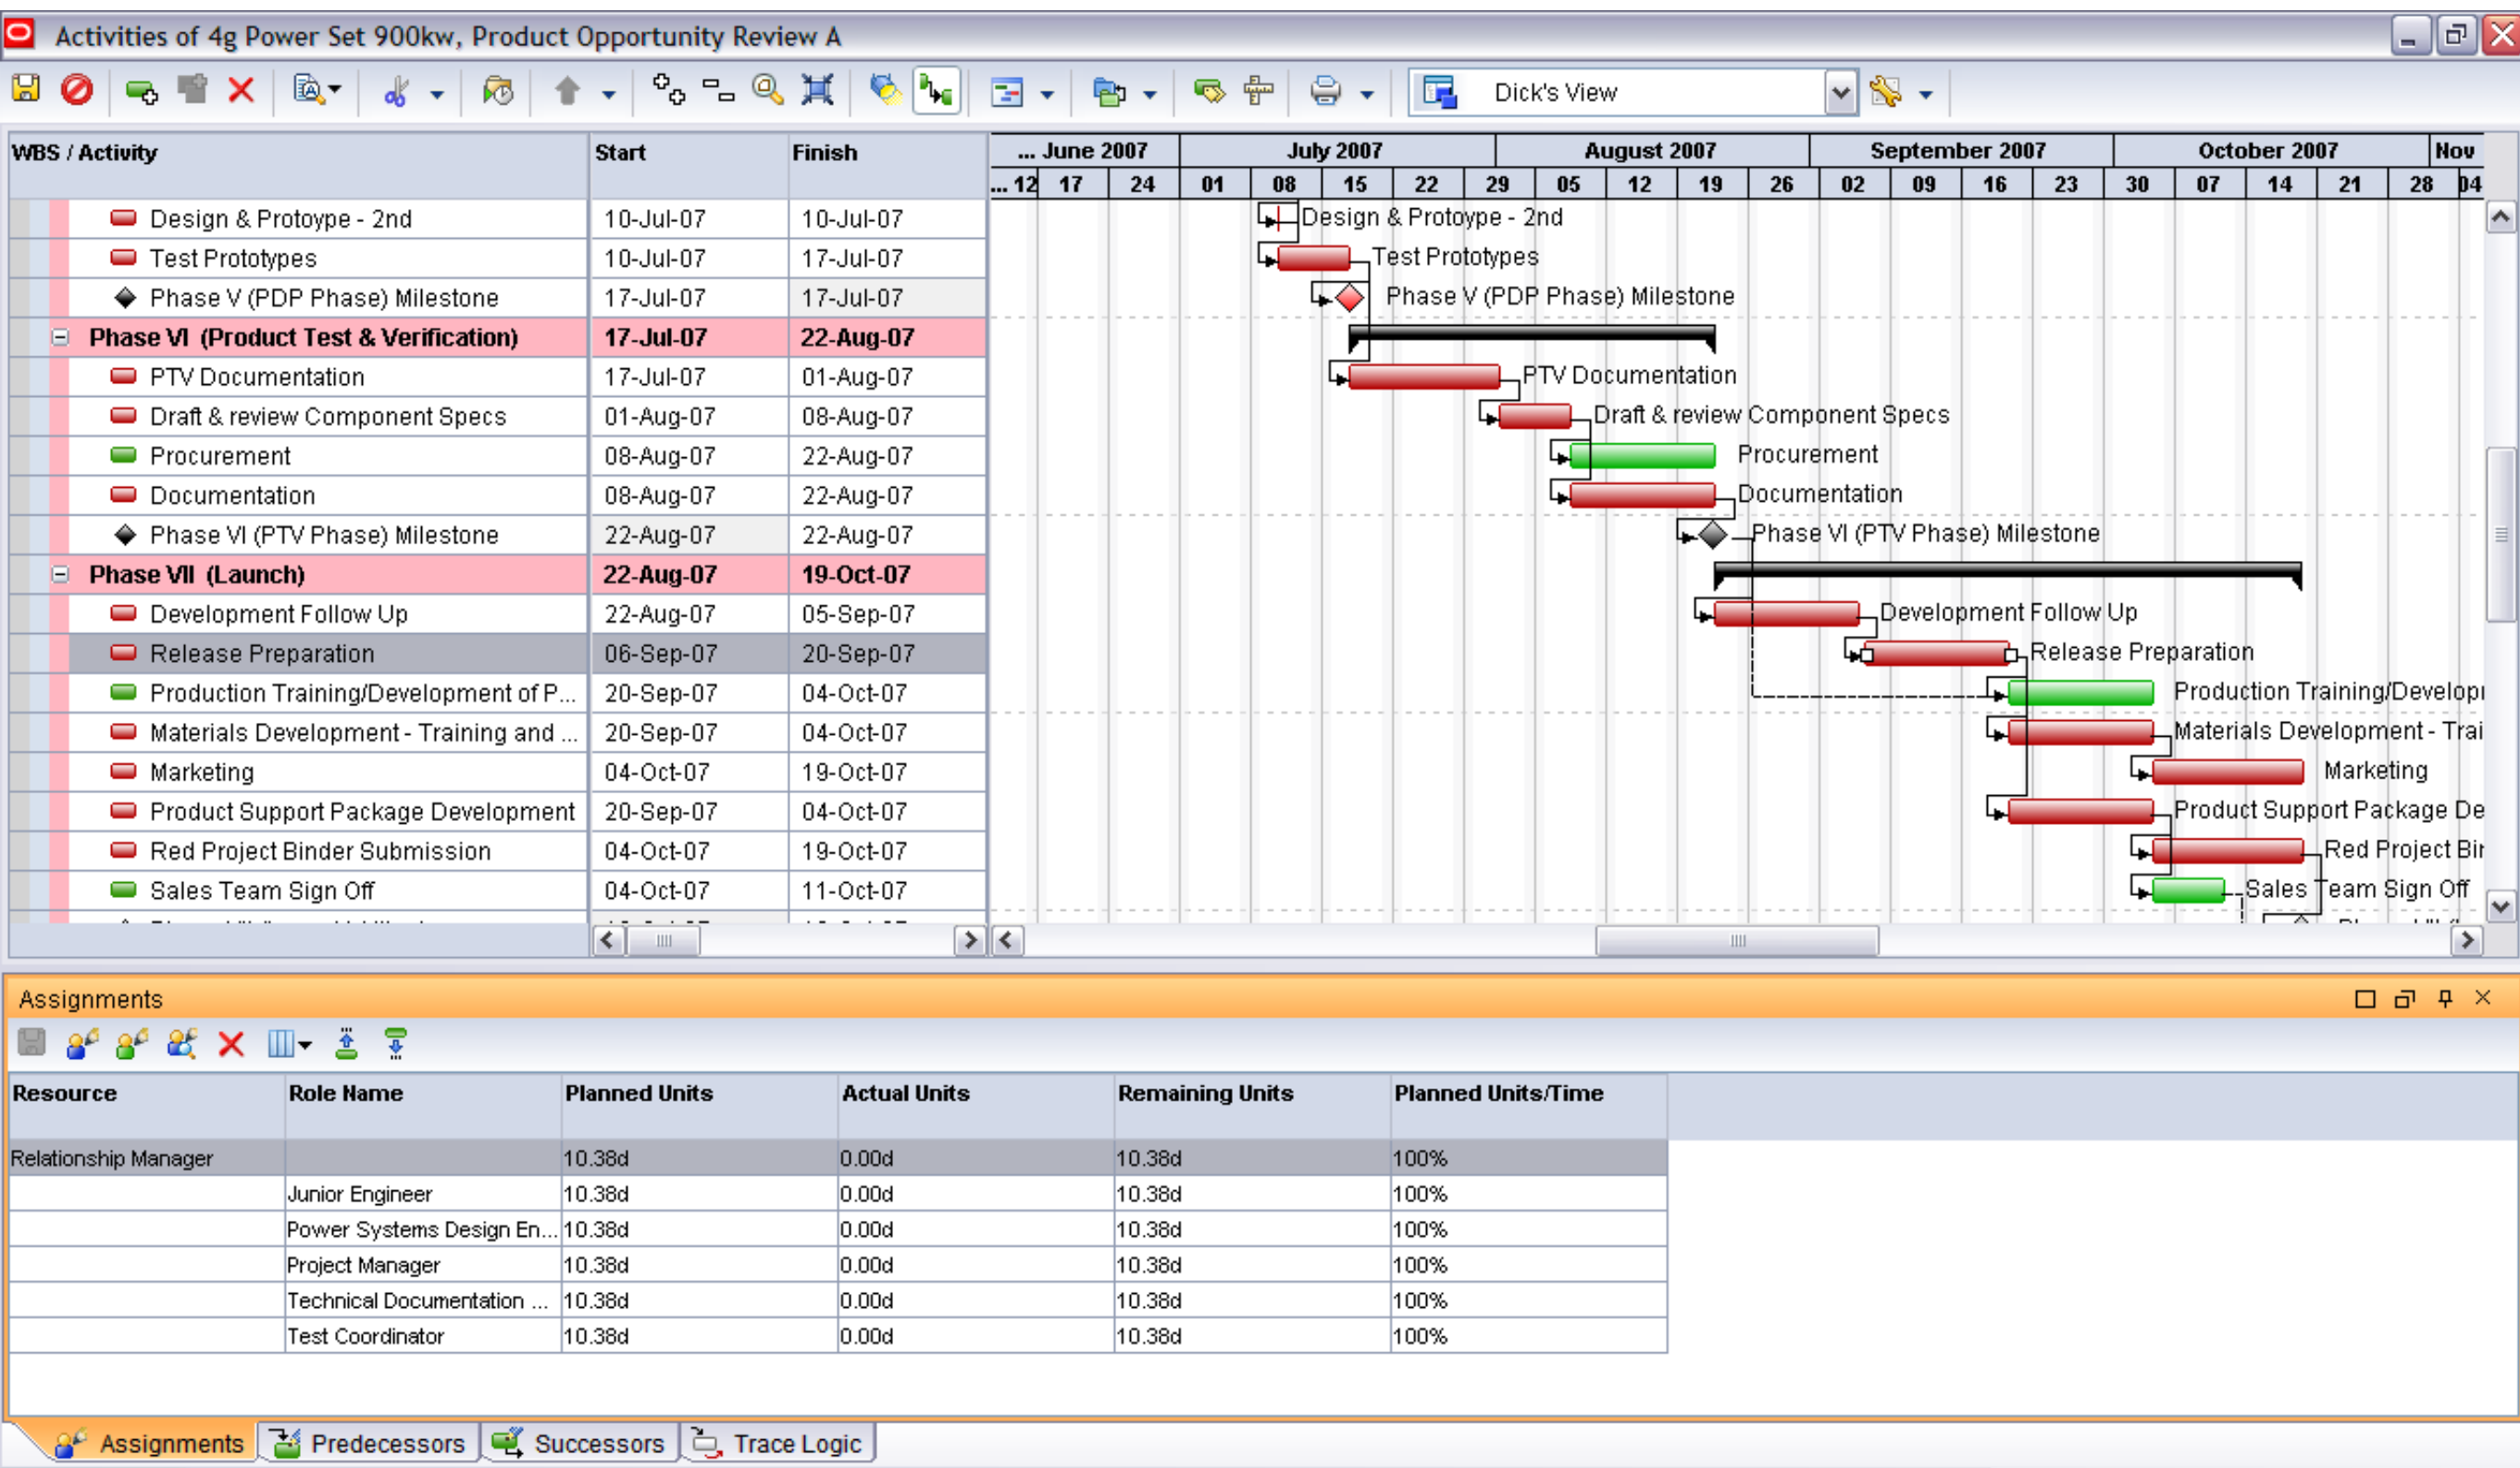 Activities of 4g Power Set 900kw, Product Opportunity Review A
Dick's View
WBS / Activity Start Finish
... June 2007 July 2007 August 2007 September 2007 October 2007 Nov
... 12 17 24 01 08 15 22 29 05 12 19 26 02 09 16 23 30 07 14 21 28 04
Design & Protoype - 2nd 10-Jul-07 10-Jul-07 Design & Protoype - 2nd
Test Prototypes 10-Jul-07 17-Jul-07 Test Prototypes
Phase V (PDP Phase) Milestone 17-Jul-07 17-Jul-07 Phase V (PDP Phase) Milestone
Phase VI (Product Test & Verification) 17-Jul-07 22-Aug-07
PTV Documentation 17-Jul-07 01-Aug-07 PTV Documentation
Draft & review Component Specs 01-Aug-07 08-Aug-07 Draft & review Component Specs
Procurement 08-Aug-07 22-Aug-07 Procurement
Documentation 08-Aug-07 22-Aug-07 Documentation
Phase VI (PTV Phase) Milestone 22-Aug-07 22-Aug-07 Phase VI (PTV Phase) Milestone
Phase VII (Launch) 22-Aug-07 19-Oct-07
Development Follow Up 22-Aug-07 05-Sep-07 Development Follow Up
Release Preparation 06-Sep-07 20-Sep-07 Release Preparation
Production Training/Development of P... 20-Sep-07 04-Oct-07 Production Training/Develop
Materials Development - Training and ... 20-Sep-07 04-Oct-07 Materials Development - Trai
Marketing 04-Oct-07 19-Oct-07 Marketing
Product Support Package Development 20-Sep-07 04-Oct-07 Product Support Package De
Red Project Binder Submission 04-Oct-07 19-Oct-07 Red Project Bin
Sales Team Sign Off 04-Oct-07 11-Oct-07 Sales Team Sign Off
Assignments
Resource Role Name Planned Units Actual Units Remaining Units Planned Units/Time
Relationship Manager 10.38d 0.00d 10.38d 100%
Junior Engineer 10.38d 0.00d 10.38d 100%
Power Systems Design En... 10.38d 0.00d 10.38d 100%
Project Manager 10.38d 0.00d 10.38d 100%
Technical Documentation ... 10.38d 0.00d 10.38d 100%
Test Coordinator 10.38d 0.00d 10.38d 100%
Assignments Predecessors Successors Trace Logic